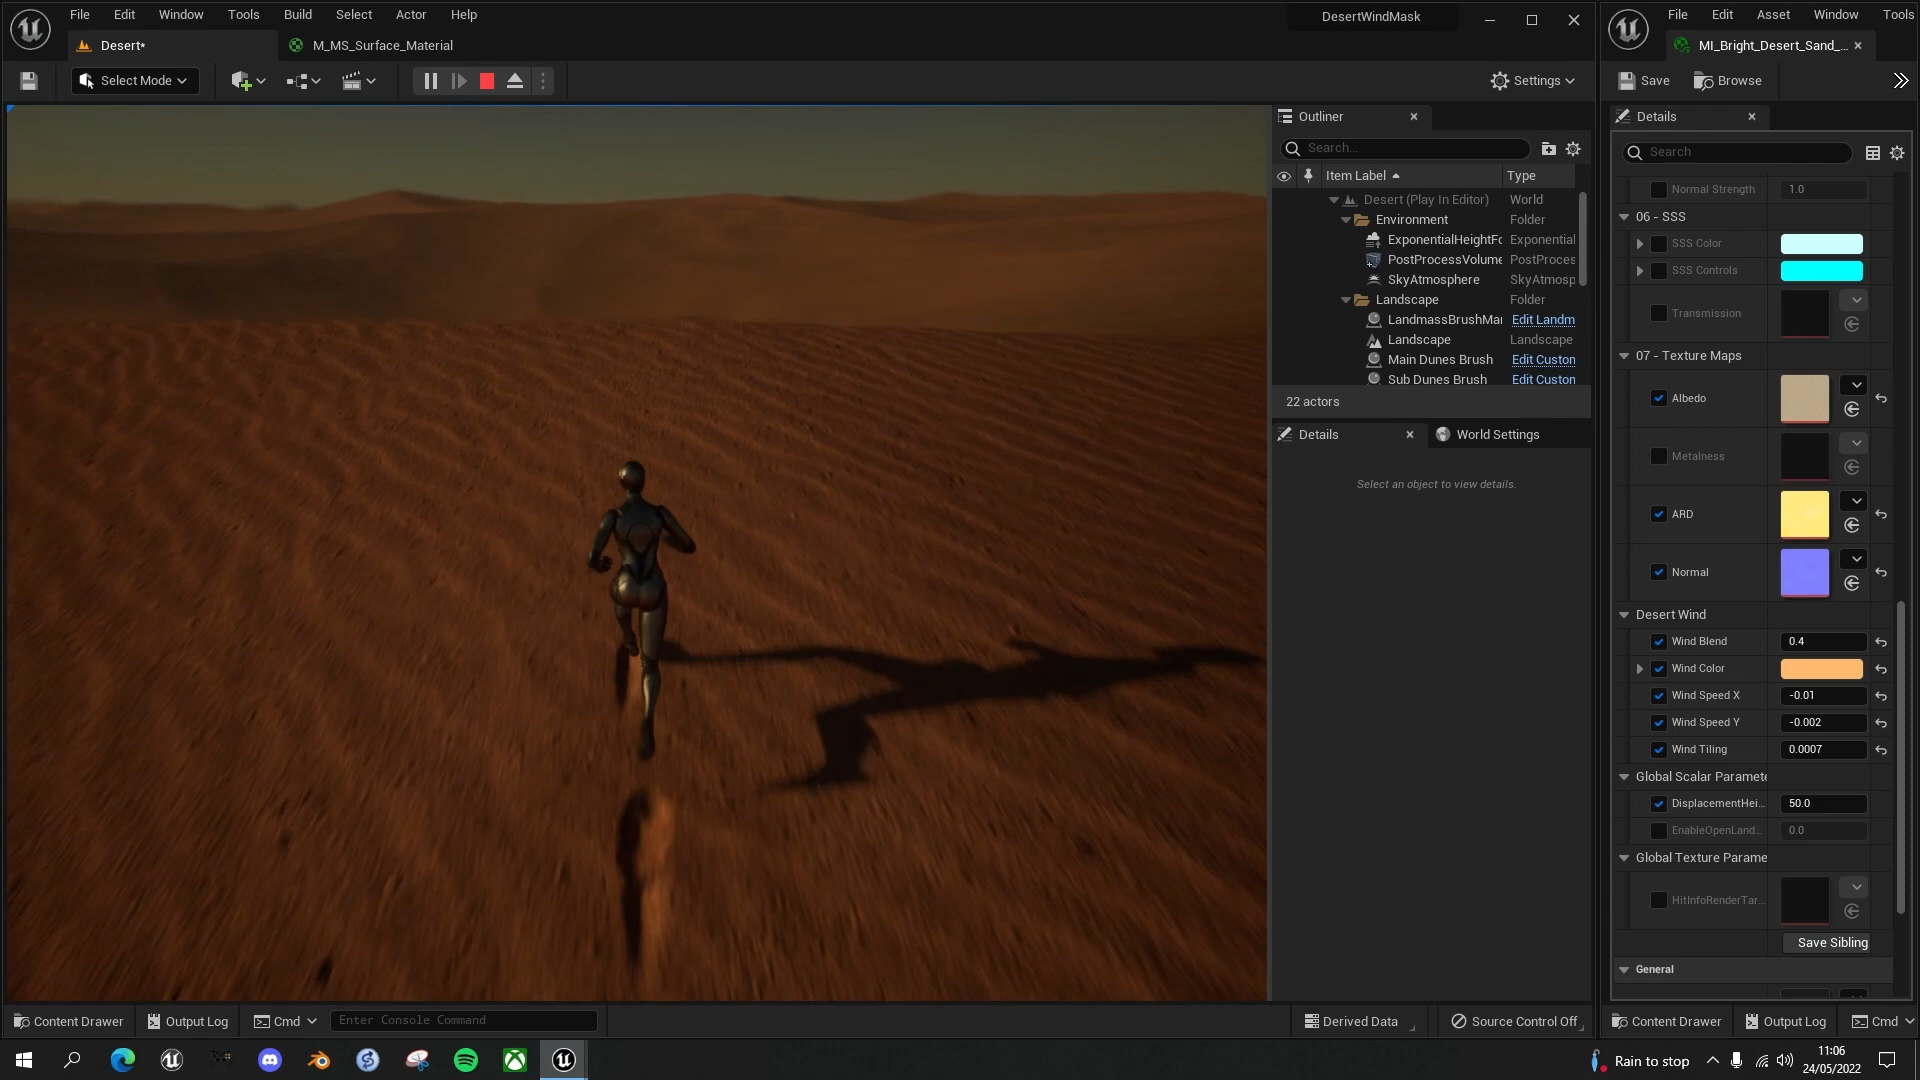 File Edit Window Tools Build Select Actor Help
DesertWindMask
Desert*
M_MS_Surface_Material
Select Mode
Settings
Outliner
Search...
Item Label
Type
Desert (Play In Editor) World
Environment Folder
ExponentialHeightFo Exponential
PostProcessVolume PostProces
SkyAtmosphere SkyAtmosp
Landscape Folder
LandmassBrushMan Edit Landm
Landscape Landscape
Main Dunes Brush Edit Custon
Sub Dunes Brush Edit Custon
22 actors
Details
World Settings
Select an object to view details.
Content Drawer
Output Log
Cmd
Enter Console Command
Derived Data
Source Control Off
File Edit Asset Window Tools
MI_Bright_Desert_Sand_...
Save
Browse
Details
Search
Normal Strength 1.0
06 - SSS
SSS Color
SSS Controls
Transmission
07 - Texture Maps
Albedo
Metalness
ARD
Normal
Desert Wind
Wind Blend 0.4
Wind Color
Wind Speed X -0.01
Wind Speed Y -0.002
Wind Tiling 0.0007
Global Scalar Paramete
DisplacementHei... 50.0
EnableOpenLand... 0.0
Global Texture Parame
HitInfoRenderTar...
Save Sibling
General
Content Drawer
Output Log
Cmd
Rain to stop
11:06
24/05/2022